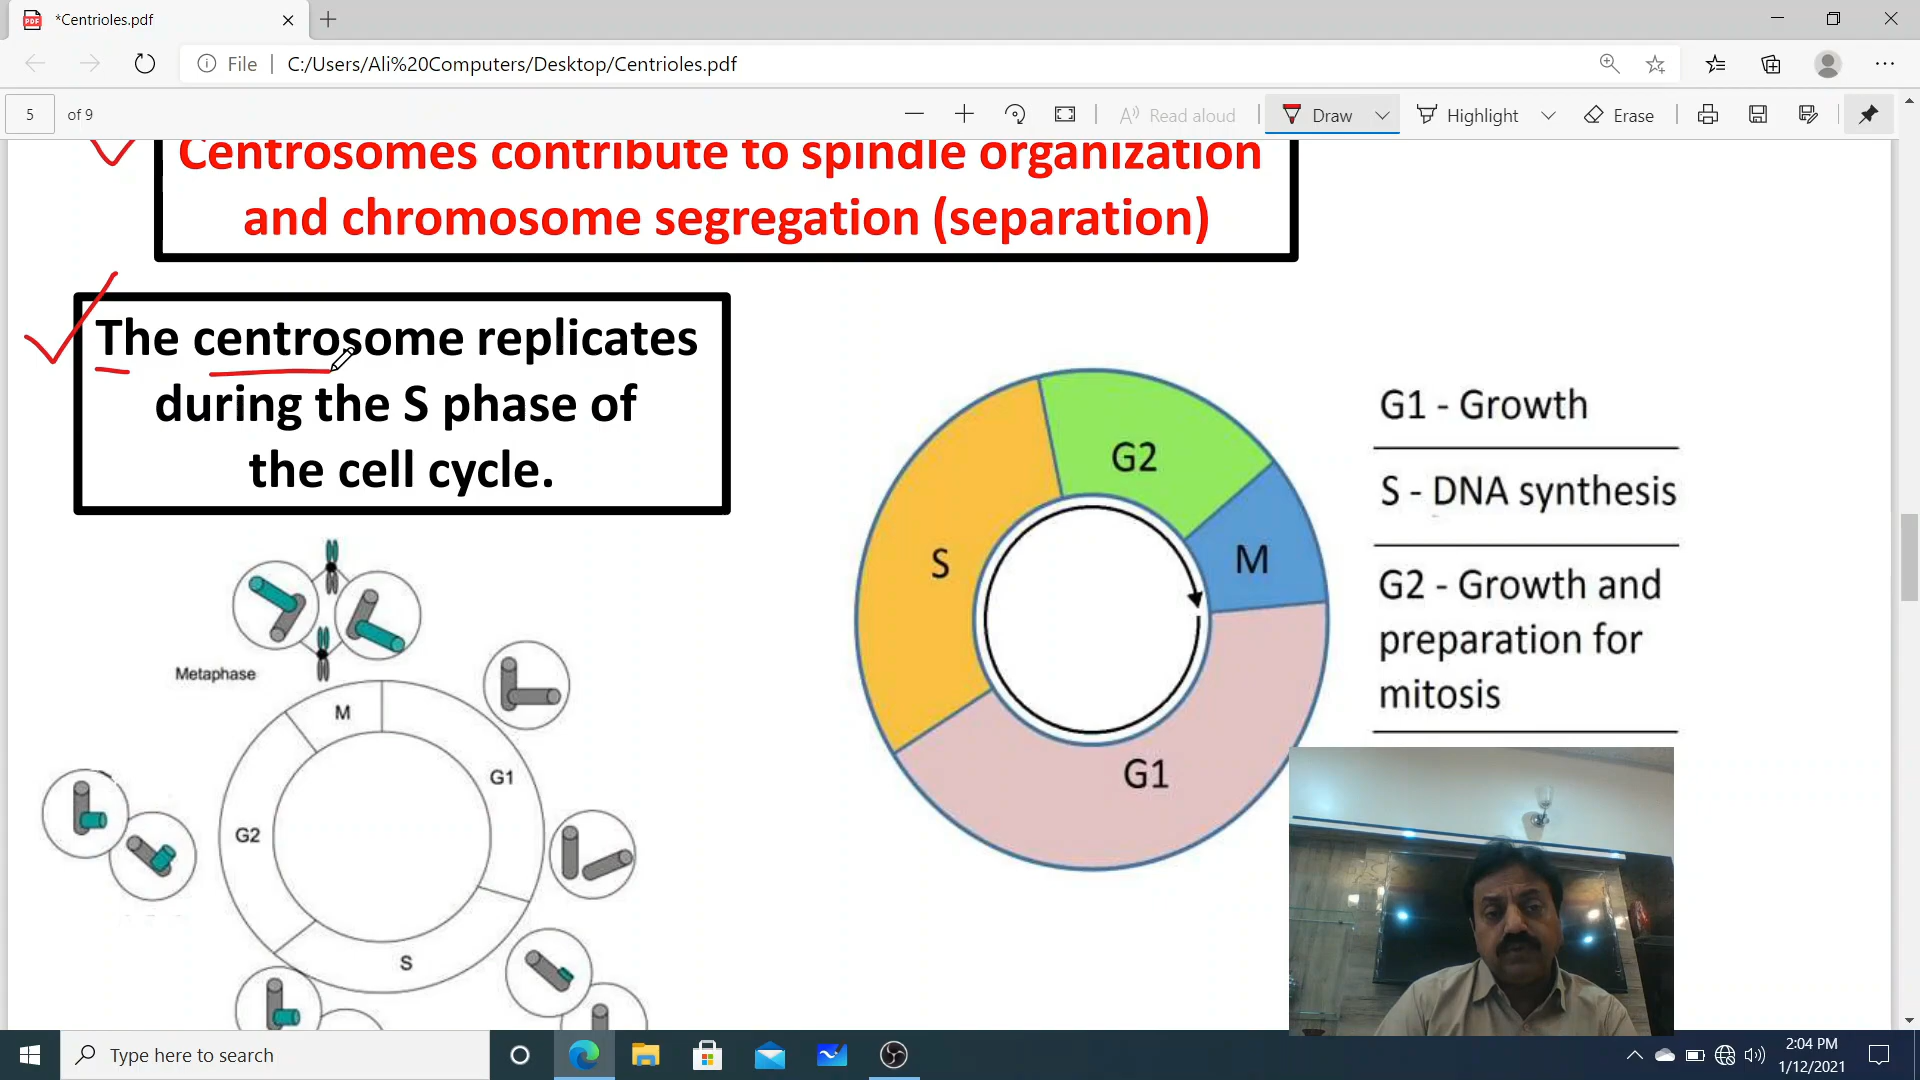 *Centrioles.pdf
File
C:/Users/Ali%20Computers/Desktop/Centrioles.pdf
5 of 9
Read aloud
Draw
Highlight
Erase
Centrosomes contribute to spindle organization
and chromosome segregation (separation)
The centrosome replicates
during the S phase of
the cell cycle.
G2
S
M
G1
G1 - Growth
S - DNA synthesis
G2 - Growth and
preparation for
mitosis
Metaphase
M
G1
G2
S
Type here to search
2:04 PM
1/12/2021